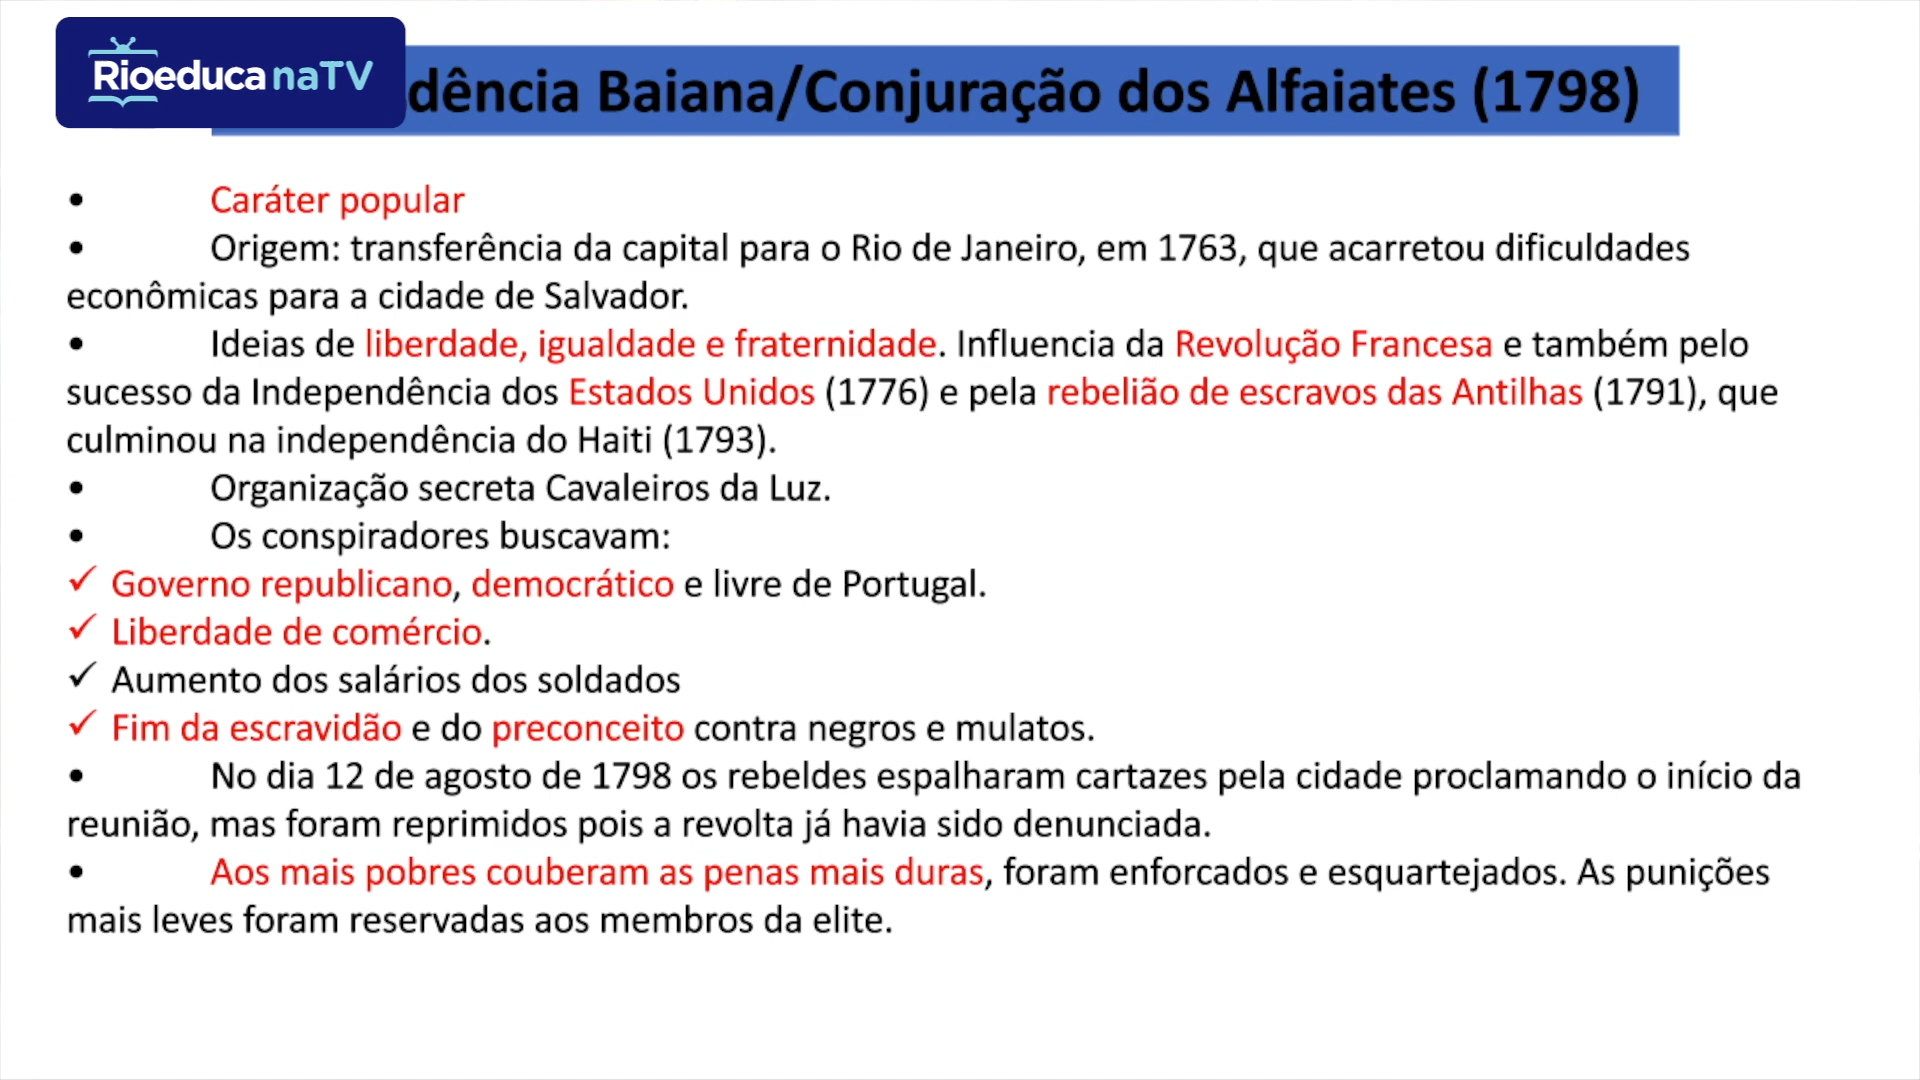 Rioeduca naTV
dência Baiana/Conjuração dos Alfaiates (1798)
• Caráter popular
• Origem: transferência da capital para o Rio de Janeiro, em 1763, que acarretou dificuldades
econômicas para a cidade de Salvador.
• Ideias de liberdade, igualdade e fraternidade. Influencia da Revolução Francesa e também pelo
sucesso da Independência dos Estados Unidos (1776) e pela rebelião de escravos das Antilhas (1791), que
culminou na independência do Haiti (1793).
• Organização secreta Cavaleiros da Luz.
• Os conspiradores buscavam:
✓ Governo republicano, democrático e livre de Portugal.
✓ Liberdade de comércio.
✓ Aumento dos salários dos soldados
✓ Fim da escravidão e do preconceito contra negros e mulatos.
• No dia 12 de agosto de 1798 os rebeldes espalharam cartazes pela cidade proclamando o início da
reunião, mas foram reprimidos pois a revolta já havia sido denunciada.
• Aos mais pobres couberam as penas mais duras, foram enforcados e esquartejados. As punições
mais leves foram reservadas aos membros da elite.